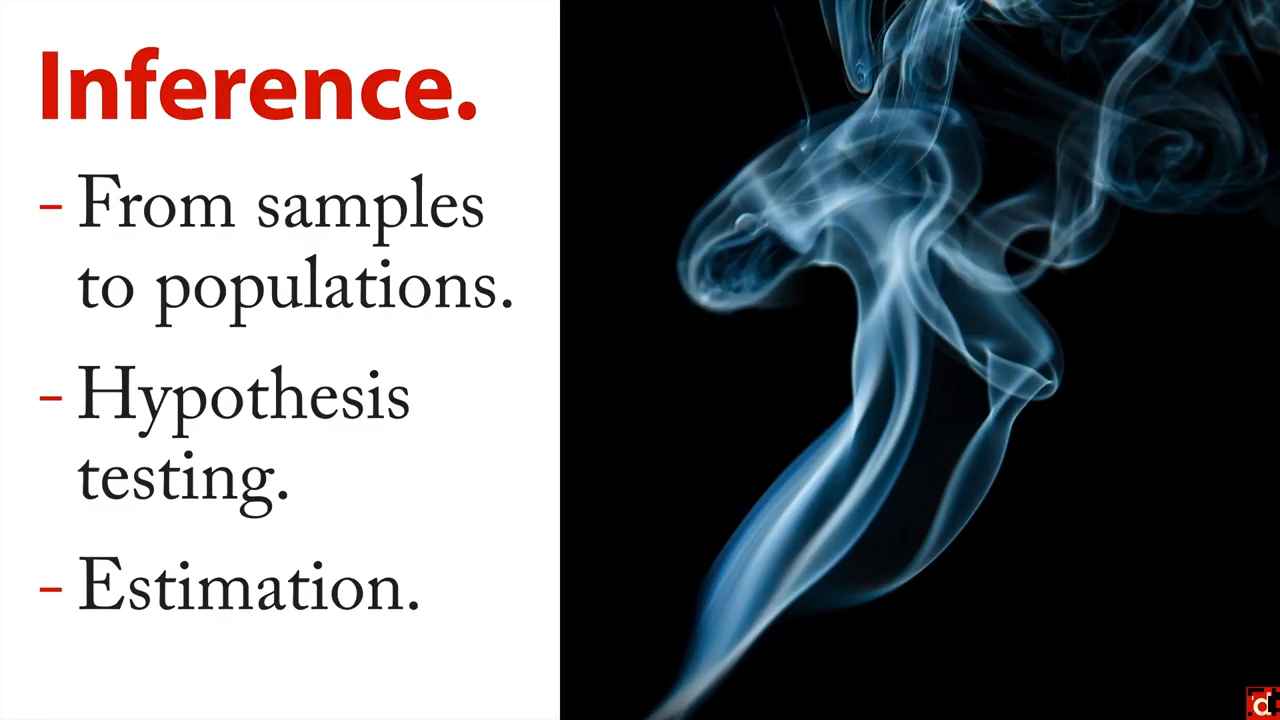 Inference.
- From samples
to populations.
- Hypothesis
testing.
- Estimation.
d